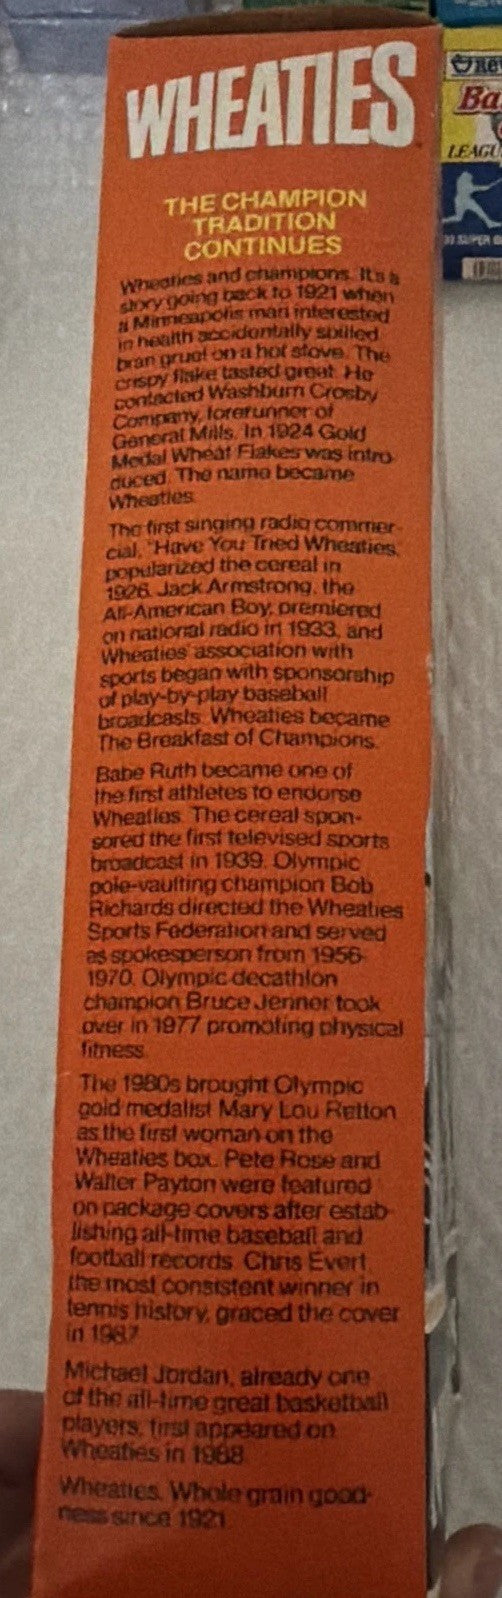 WHEATIES
THE CHAMPION
TRADITION
CONTINUES
Wheaties and champions. It's a
story going back to 1921 when
a Minneapolis man interested
in health accidentally spilled
bran gruel on a hot stove. The
crispy flake tasted great. He
contacted Washburn Crosby
Company, forerunner of
General Mills. In 1924 Gold
Medal Wheat Flakes was intro-
duced. The name became
Wheaties.
The first singing radio commer-
cial, "Have You Tried Wheaties,
popularized the cereal in
1926. Jack Armstrong, the
All-American Boy, premiered
on national radio in 1933, and
Wheaties' association with
sports began with sponsorship
of play-by-play baseball
broadcasts. Wheaties became
The Breakfast of Champions.
Babe Ruth became one of
the first athletes to endorse
Wheaties. The cereal spon-
sored the first televised sports
broadcast in 1939. Olympic
pole-vaulting champion Bob
Richards directed the Wheaties
Sports Federation and served
as spokesperson from 1956-
1970. Olympic decathlon
champion Bruce Jenner took
over in 1977 promoting physical
fitness.
The 1980s brought Olympic
gold medalist Mary Lou Retton
as the first woman on the
Wheaties box. Pete Rose and
Walter Payton were featured
on package covers after estab-
lishing all-time baseball and
football records. Chris Evert,
the most consistent winner in
tennis history, graced the cover
in 1987.
Michael Jordan, already one
of the all-time great basketball
players, first appeared on
Wheaties in 1988.
Wheaties. Whole grain good-
ness since 1921.
Ba
LEAGU
SUPER